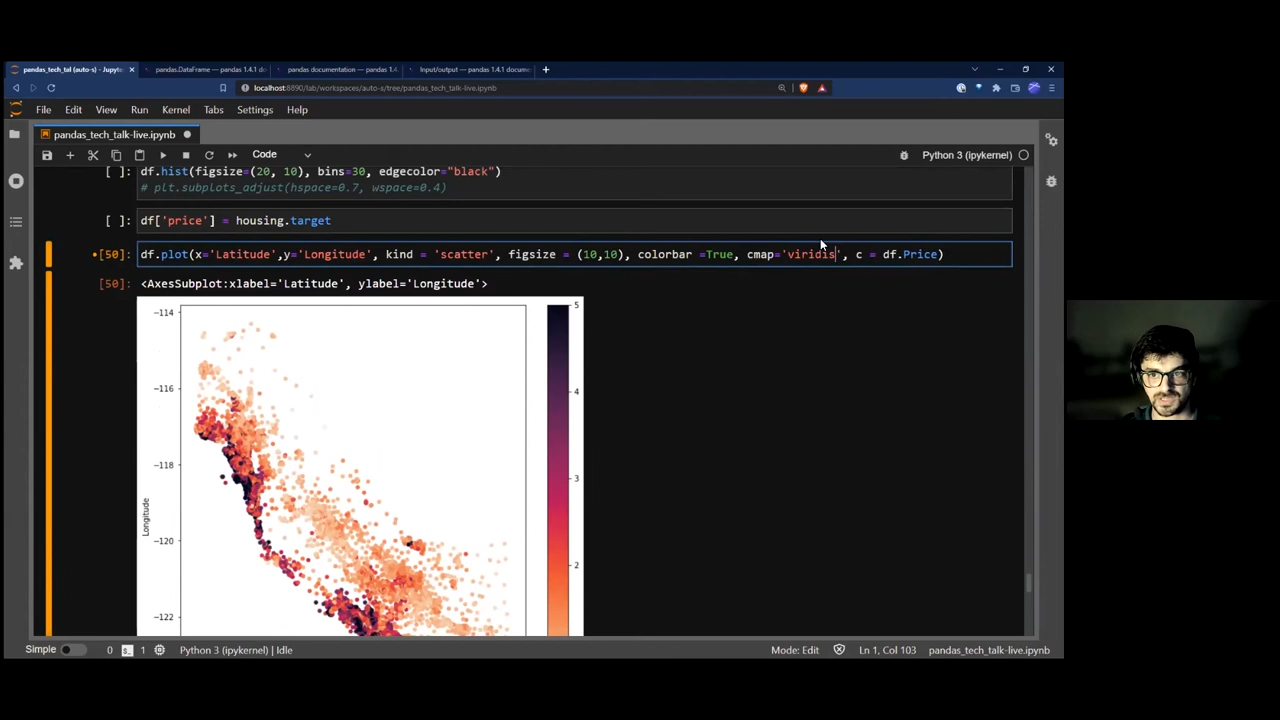 pandas_tech_tal (auto-s) - Jupyte
pandas.DataFrame — pandas 1.4.1 do
pandas documentation — pandas 1.4
Input/output — pandas 1.4.1 docume
localhost:8890/lab/workspaces/auto-s/tree/pandas_tech_talk-live.ipynb
File Edit View Run Kernel Tabs Settings Help
pandas_tech_talk-live.ipynb
Code
Python 3 (ipykernel)
[ ]: df.hist(figsize=(20, 10), bins=30, edgecolor="black")
# plt.subplots_adjust(hspace=0.7, wspace=0.4)
[ ]: df['price'] = housing.target
[50]: df.plot(x='Latitude',y='Longitude', kind = 'scatter', figsize = (10,10), colorbar =True, cmap='viridis', c = df.Price)
[50]: <AxesSubplot:xlabel='Latitude', ylabel='Longitude'>
−114
−116
−118
−120
−122
Longitude
5
4
3
2
Simple 0 1 Python 3 (ipykernel) | Idle
Mode: Edit
Ln 1, Col 103
pandas_tech_talk-live.ipynb